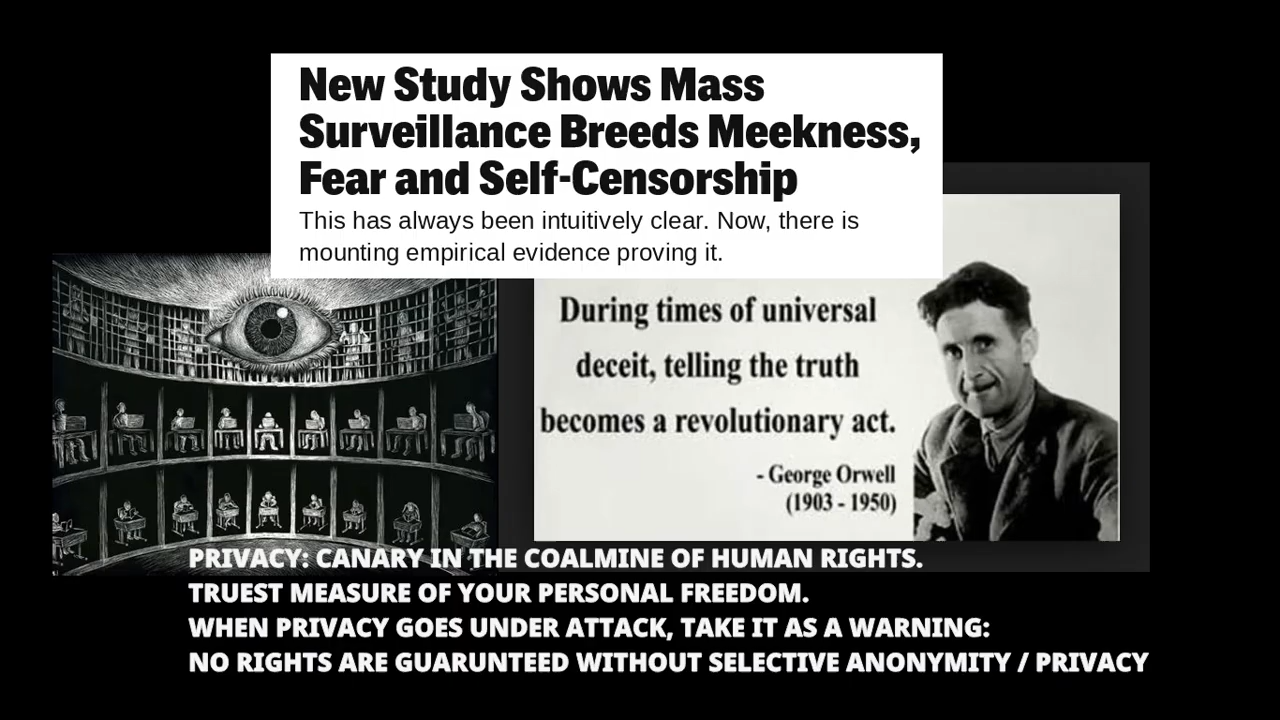 New Study Shows Mass
Surveillance Breeds Meekness,
Fear and Self-Censorship
This has always been intuitively clear. Now, there is
mounting empirical evidence proving it.
During times of universal
deceit, telling the truth
becomes a revolutionary act.
- George Orwell
(1903 - 1950)
PRIVACY: CANARY IN THE COALMINE OF HUMAN RIGHTS.
TRUEST MEASURE OF YOUR PERSONAL FREEDOM.
WHEN PRIVACY GOES UNDER ATTACK, TAKE IT AS A WARNING:
NO RIGHTS ARE GUARUNTEED WITHOUT SELECTIVE ANONYMITY / PRIVACY